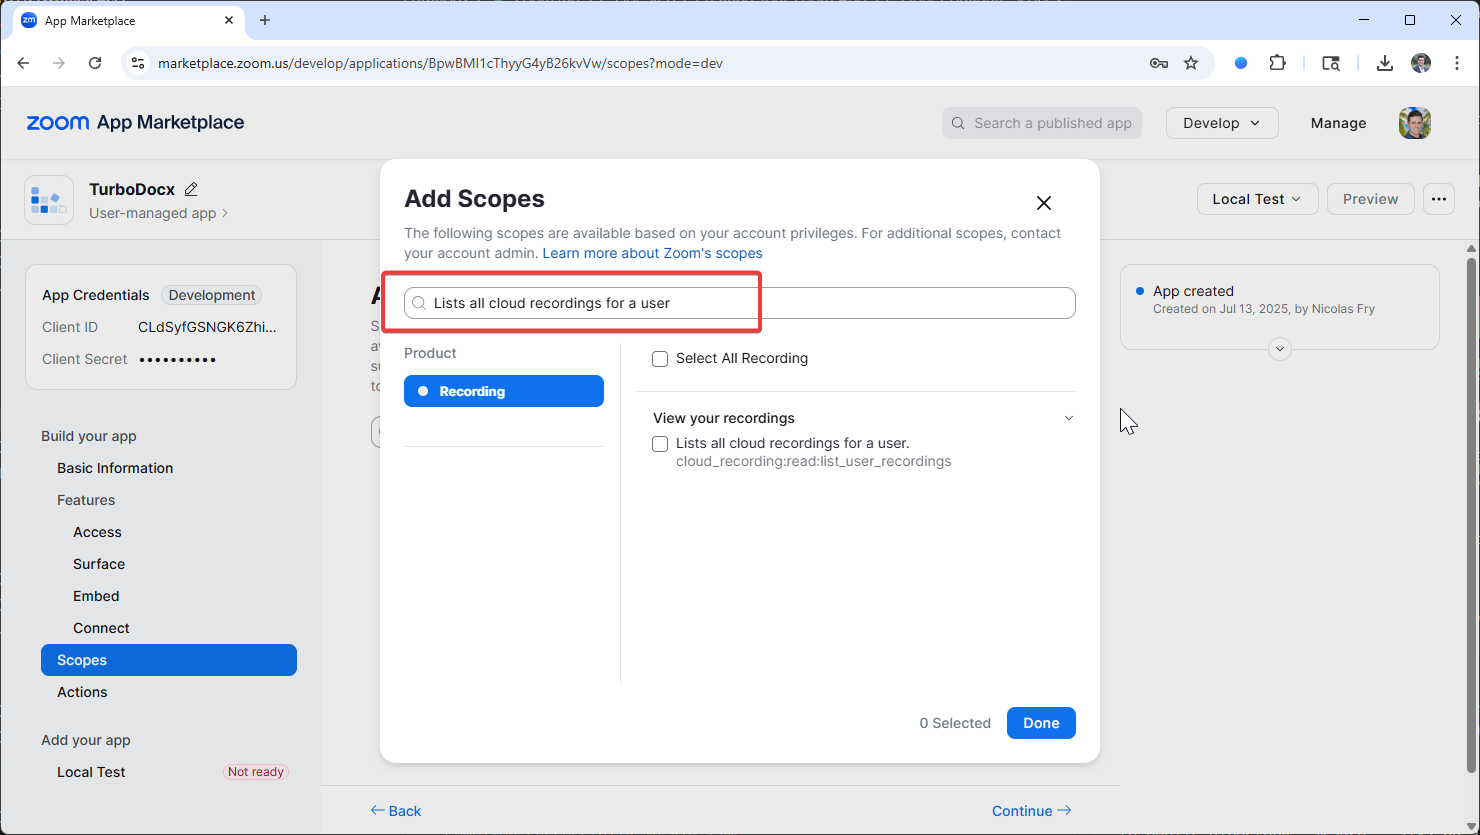 zm App Marketplace
marketplace.zoom.us/develop/applications/BpwBMI1cThyyG4yB26kvVw/scopes?mode=dev
zoom App Marketplace
Search a published app
Develop
Manage
TurboDocx
User-managed app
Local Test
Preview
App Credentials Development
Client ID CLdSyfGSNGK6Zhi...
Client Secret ••••••••••
Build your app
Basic Information
Features
Access
Surface
Embed
Connect
Scopes
Actions
Add your app
Local Test Not ready
Add Scopes
The following scopes are available based on your account privileges. For additional scopes, contact
your account admin. Learn more about Zoom's scopes
Lists all cloud recordings for a user
Product
Recording
Select All Recording
View your recordings
Lists all cloud recordings for a user.
cloud_recording:read:list_user_recordings
0 Selected
Done
App created
Created on Jul 13, 2025, by Nicolas Fry
Back
Continue